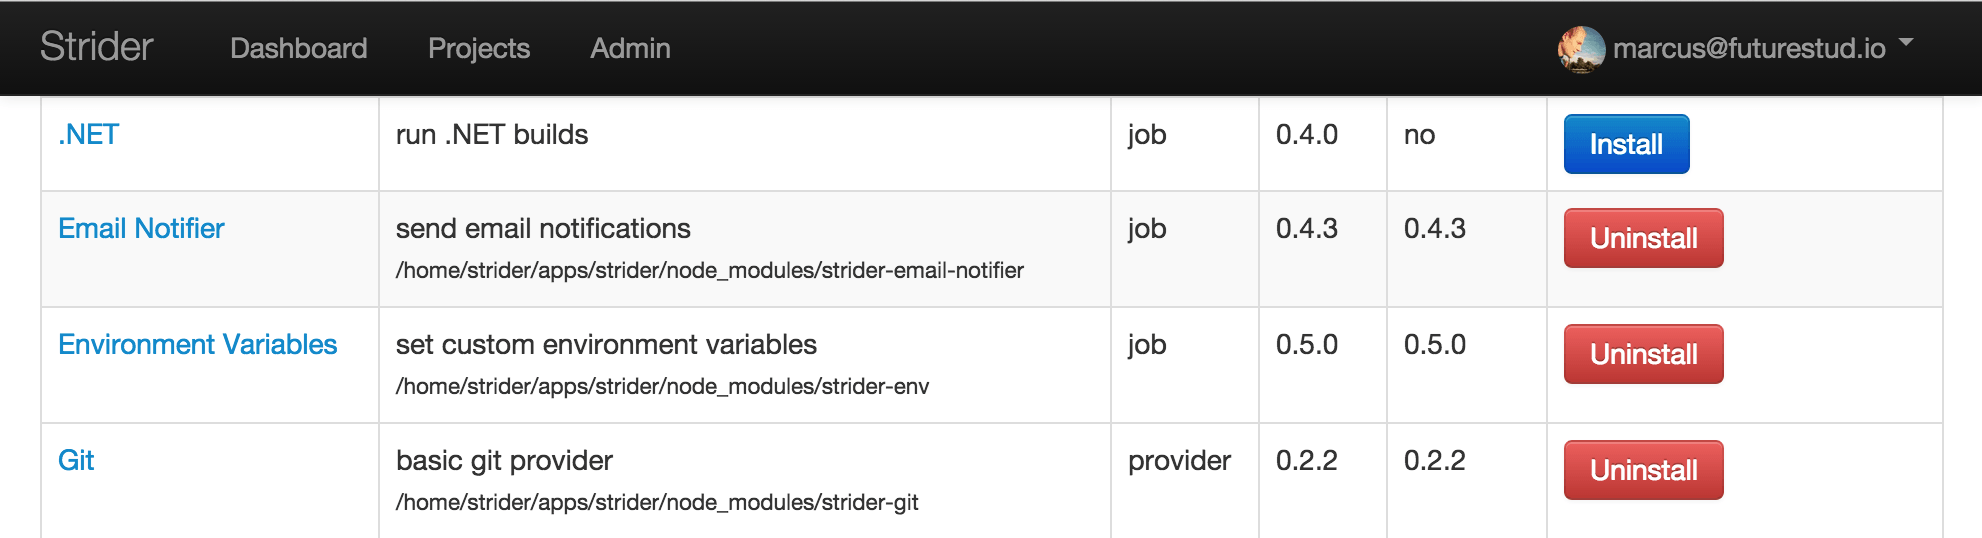 Strider Dashboard Projects Admin marcus@futurestud.io
.NET run .NET builds job 0.4.0 no Install
Email Notifier send email notifications job 0.4.3 0.4.3 Uninstall
/home/strider/apps/strider/node_modules/strider-email-notifier
Environment Variables set custom environment variables job 0.5.0 0.5.0 Uninstall
/home/strider/apps/strider/node_modules/strider-env
Git basic git provider provider 0.2.2 0.2.2 Uninstall
/home/strider/apps/strider/node_modules/strider-git